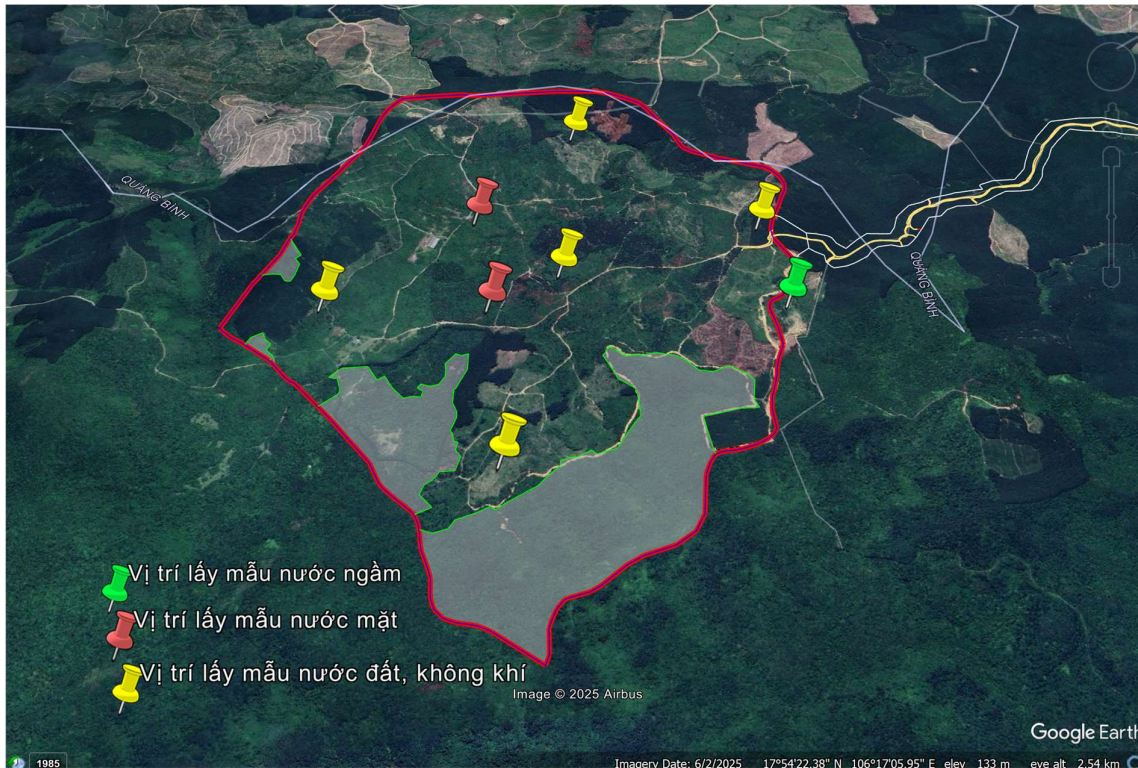 QUẢNG BÌNH
QUẢNG BÌNH
Vị trí lấy mẫu nước ngầm
Vị trí lấy mẫu nước mặt
Vị trí lấy mẫu nước đất, không khí
Image © 2025 Airbus
Google Earth
1985
Imagery Date: 6/2/2025 17°54'22.38" N 106°17'05.95" E elev 133 m eye alt 2.54 km